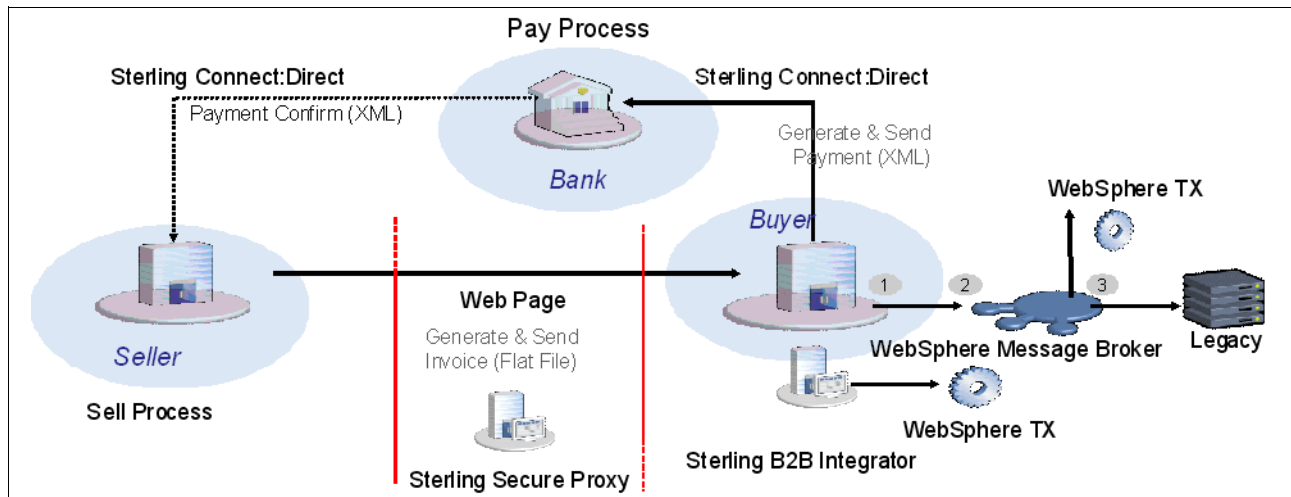 Pay Process
Sterling Connect:Direct
Sterling Connect:Direct
Payment Confirm (XML)
Generate & Send
Payment (XML)
Bank
WebSphere TX
Buyer
1
2
3
Web Page
Seller
Generate & Send
Invoice (Flat File)
WebSphere Message Broker
Legacy
Sell Process
WebSphere TX
Sterling B2B Integrator
Sterling Secure Proxy